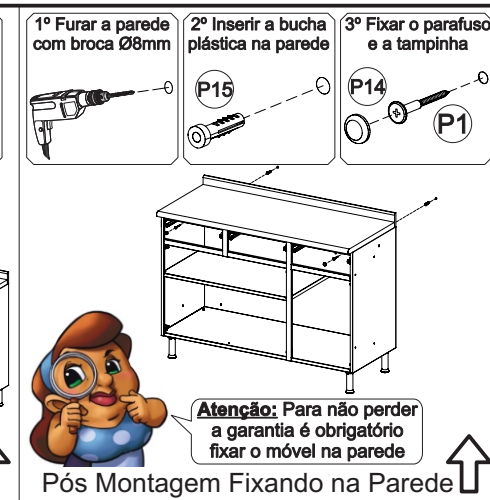 1º Furar a parede
com broca Ø8mm
2º Inserir a bucha
plástica na parede
P15
3º Fixar o parafuso
e a tampinha
P14
P1
Atenção: Para não perder
a garantia é obrigatório
fixar o móvel na parede
Pós Montagem Fixando na Parede